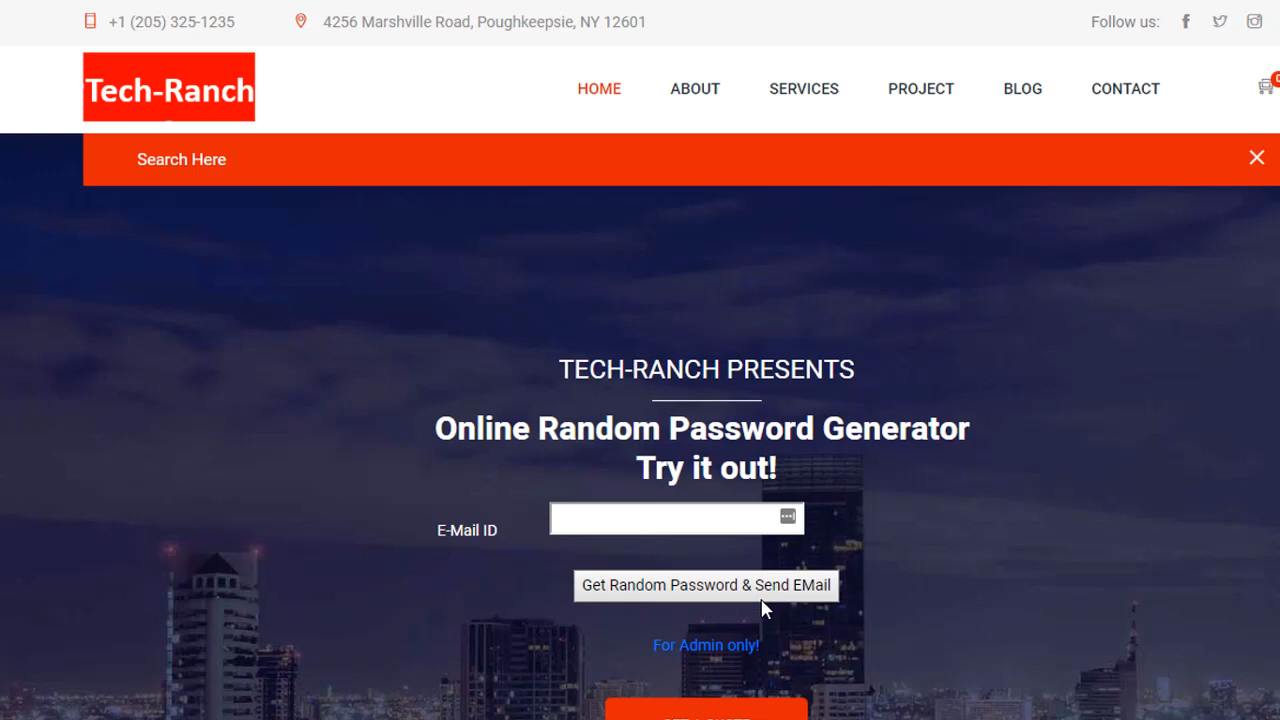 +1 (205) 325-1235 4256 Marshville Road, Poughkeepsie, NY 12601 Follow us:
Tech-Ranch HOME ABOUT SERVICES PROJECT BLOG CONTACT
Search Here
TECH-RANCH PRESENTS
Online Random Password Generator
Try it out!
E-Mail ID
Get Random Password & Send EMail
For Admin only!